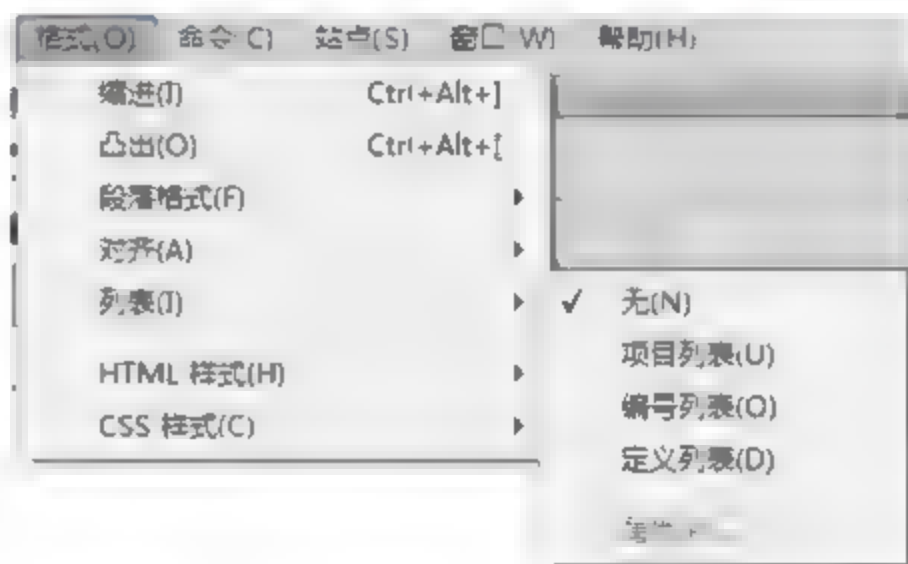 格式(O) 命令(C) 站点(S) 窗口(W) 帮助(H)
缩进(I) Ctrl+Alt+]
凸出(O) Ctrl+Alt+[
段落格式(F)
对齐(A)
列表(I)
无(N)
项目列表(U)
编号列表(O)
定义列表(D)
HTML 样式(H)
CSS 样式(C)